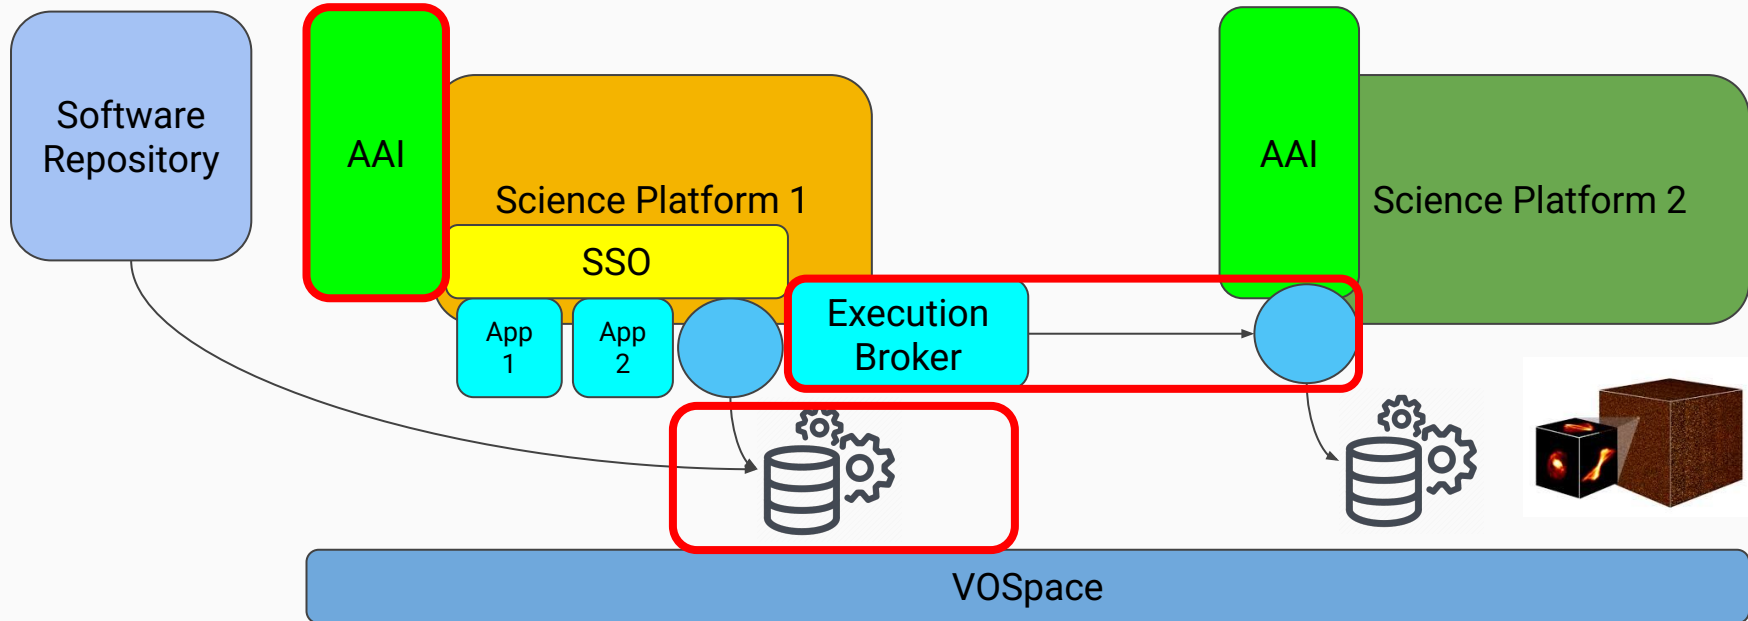 Software
Repository
AAI
Science Platform 1
SSO
App
1
App
2
Execution
Broker
AAI
Science Platform 2
VOSpace